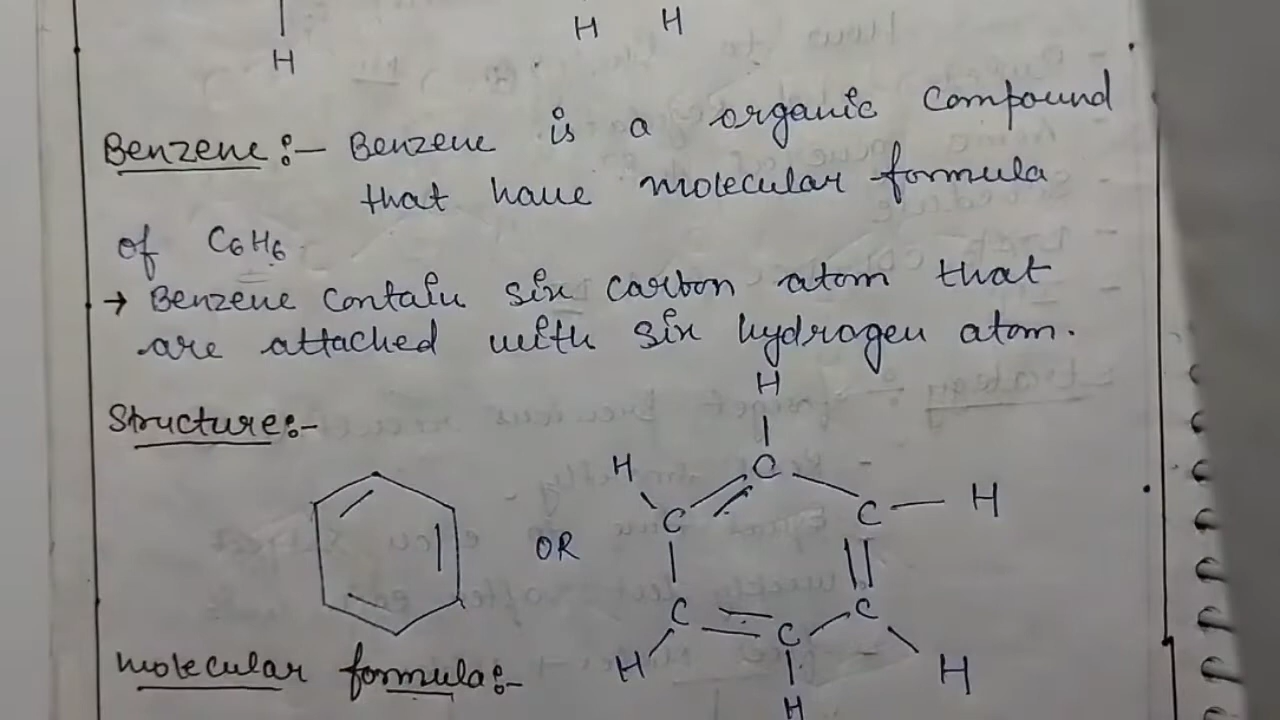 H
H H
Benzene:- Benzene is a organic compound
that have molecular formula
of C6H6
→ Benzene contain six carbon atom that
are attached with six hydrogen atom.
Structure:-
H
H C
C C — H
OR
C C
C
H H
H
molecular formula:-